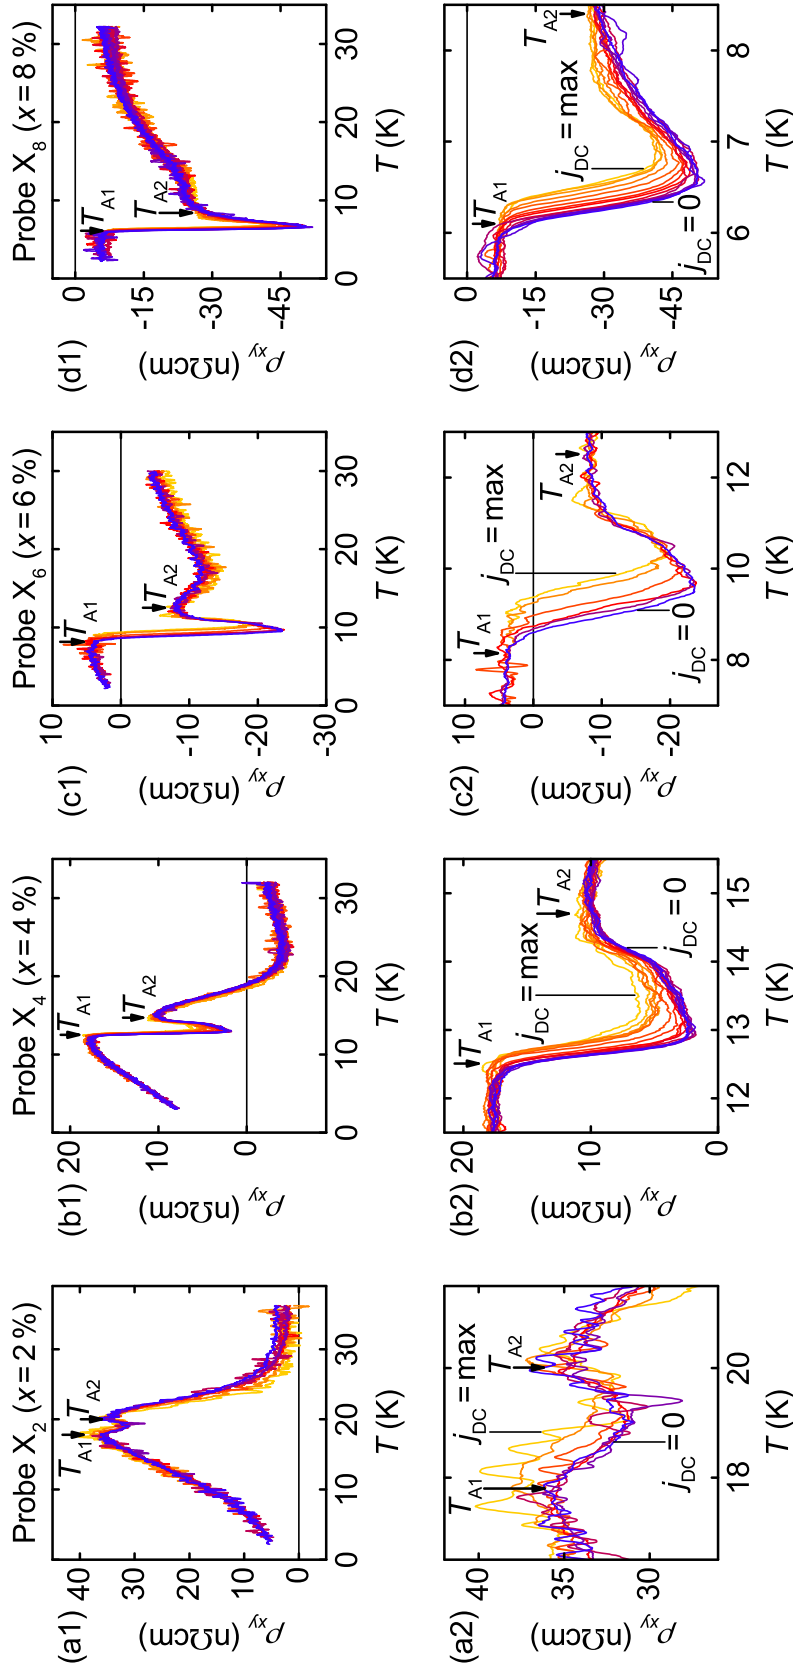 Probe X2 (x = 2 %)
(a1)
ρxy (nΩcm)
40
30
20
10
0
TA1
TA2
0
10
20
30
T (K)
Probe X4 (x = 4 %)
(b1)
ρxy (nΩcm)
20
10
0
TA1
TA2
0
10
20
30
T (K)
Probe X6 (x = 6 %)
(c1)
ρxy (nΩcm)
10
0
-10
-20
-30
TA1
TA2
0
10
20
30
T (K)
Probe X8 (x = 8 %)
(d1)
ρxy (nΩcm)
0
-15
-30
-45
TA1
TA2
0
10
20
30
T (K)
(a2)
ρxy (nΩcm)
40
35
30
TA1
jDC = max
TA2
jDC = 0
18
20
T (K)
(b2)
ρxy (nΩcm)
20
10
0
TA1
jDC = max
TA2
jDC = 0
12
13
14
15
T (K)
(c2)
ρxy (nΩcm)
10
0
-10
-20
TA1
jDC = max
TA2
jDC = 0
8
10
12
T (K)
(d2)
ρxy (nΩcm)
0
-15
-30
-45
TA1
TA2
jDC = max
jDC = 0
6
7
8
T (K)